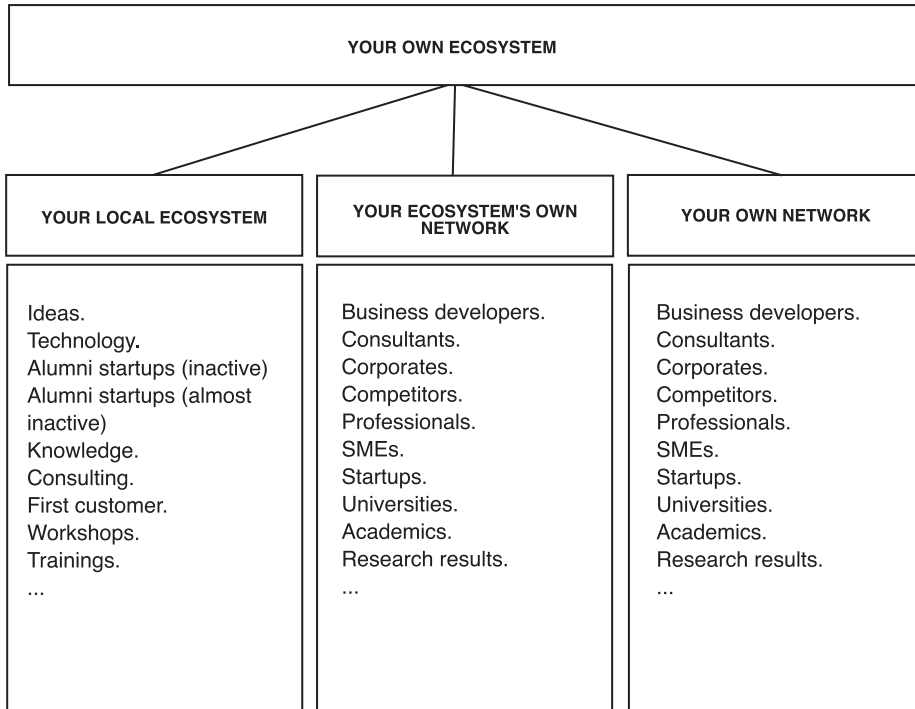 YOUR OWN ECOSYSTEM
YOUR LOCAL ECOSYSTEM
Ideas.
Technology.
Alumni startups (inactive)
Alumni startups (almost
inactive)
Knowledge.
Consulting.
First customer.
Workshops.
Trainings.
...
YOUR ECOSYSTEM'S OWN
NETWORK
Business developers.
Consultants.
Corporates.
Competitors.
Professionals.
SMEs.
Startups.
Universities.
Academics.
Research results.
...
YOUR OWN NETWORK
Business developers.
Consultants.
Corporates.
Competitors.
Professionals.
SMEs.
Startups.
Universities.
Academics.
Research results.
...